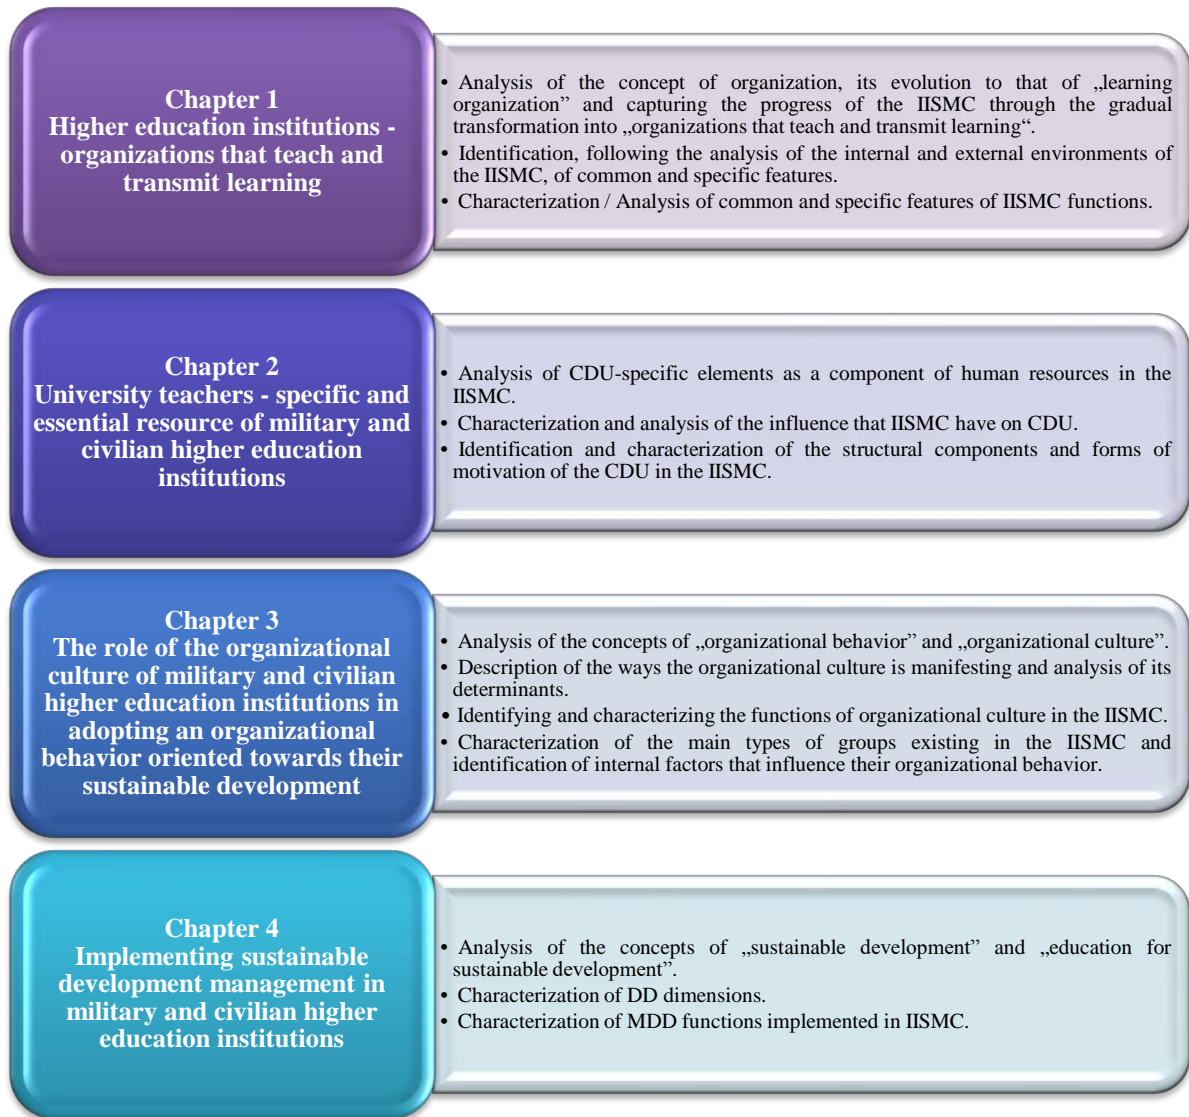 Chapter 1
Higher education institutions -
organizations that teach and
transmit learning
• Analysis of the concept of organization, its evolution to that of „learning
organization” and capturing the progress of the IISMC through the gradual
transformation into „organizations that teach and transmit learning“.
• Identification, following the analysis of the internal and external environments of
the IISMC, of common and specific features.
• Characterization / Analysis of common and specific features of IISMC functions.
Chapter 2
University teachers - specific and
essential resource of military and
civilian higher education
institutions
• Analysis of CDU-specific elements as a component of human resources in the
IISMC.
• Characterization and analysis of the influence that IISMC have on CDU.
• Identification and characterization of the structural components and forms of
motivation of the CDU in the IISMC.
Chapter 3
The role of the organizational
culture of military and civilian
higher education institutions in
adopting an organizational
behavior oriented towards their
sustainable development
• Analysis of the concepts of „organizational behavior” and „organizational culture”.
• Description of the ways the organizational culture is manifesting and analysis of its
determinants.
• Identifying and characterizing the functions of organizational culture in the IISMC.
• Characterization of the main types of groups existing in the IISMC and
identification of internal factors that influence their organizational behavior.
Chapter 4
Implementing sustainable
development management in
military and civilian higher
education institutions
• Analysis of the concepts of „sustainable development” and „education for
sustainable development”.
• Characterization of DD dimensions.
• Characterization of MDD functions implemented in IISMC.